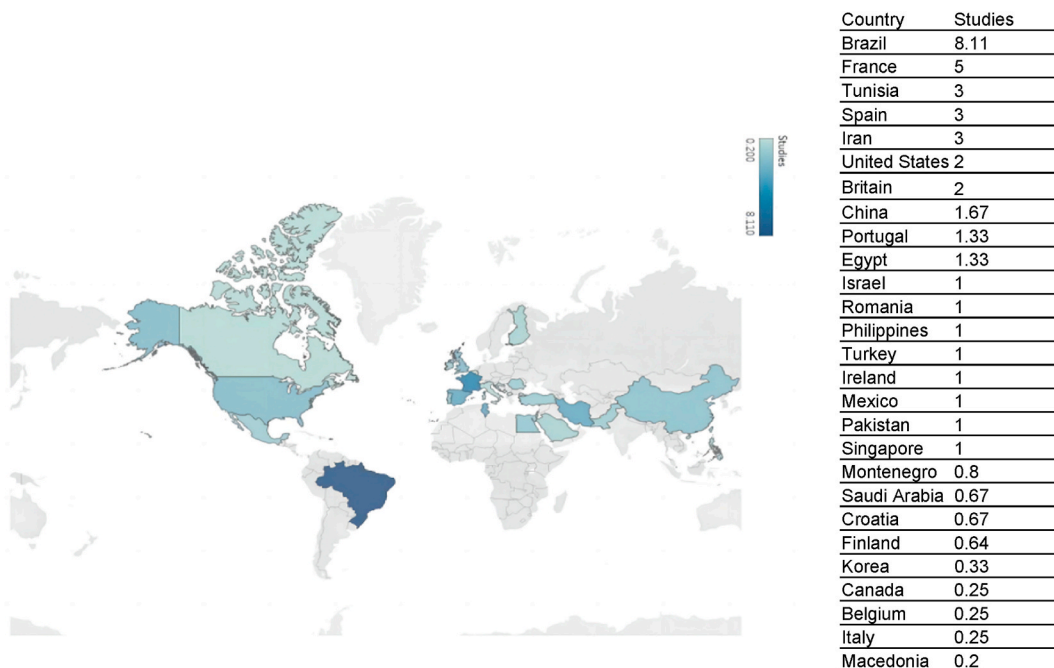 Studies
0.200
8.110
Country Studies
Brazil 8.11
France 5
Tunisia 3
Spain 3
Iran 3
United States 2
Britain 2
China 1.67
Portugal 1.33
Egypt 1.33
Israel 1
Romania 1
Philippines 1
Turkey 1
Ireland 1
Mexico 1
Pakistan 1
Singapore 1
Montenegro 0.8
Saudi Arabia 0.67
Croatia 0.67
Finland 0.64
Korea 0.33
Canada 0.25
Belgium 0.25
Italy 0.25
Macedonia 0.2